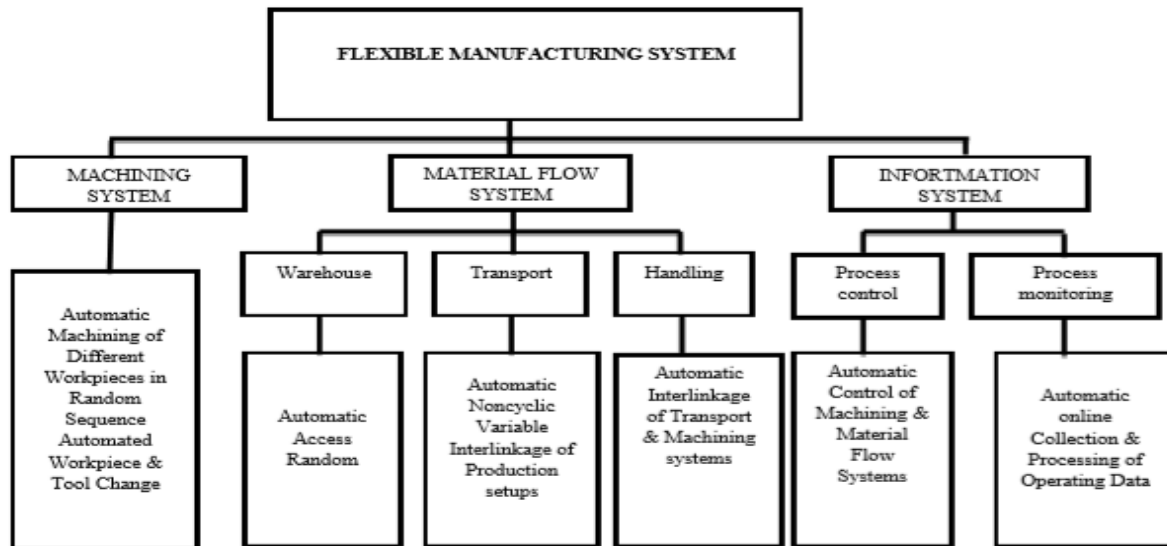 FLEXIBLE MANUFACTURING SYSTEM
MACHINING
SYSTEM
MATERIAL FLOW
SYSTEM
INFORTMATION
SYSTEM
Warehouse
Transport
Handling
Process
control
Process
monitoring
Automatic
Machining of
Different
Workpieces in
Random
Sequence
Automated
Workpiece &
Tool Change
Automatic
Access
Random
Automatic
Noncyclic
Variable
Interlinkage of
Production
setups
Automatic
Interlinkage
of Transport
& Machining
systems
Automatic
Control of
Machining &
Material
Flow
Systems
Automatic
online
Collection &
Processing of
Operating Data